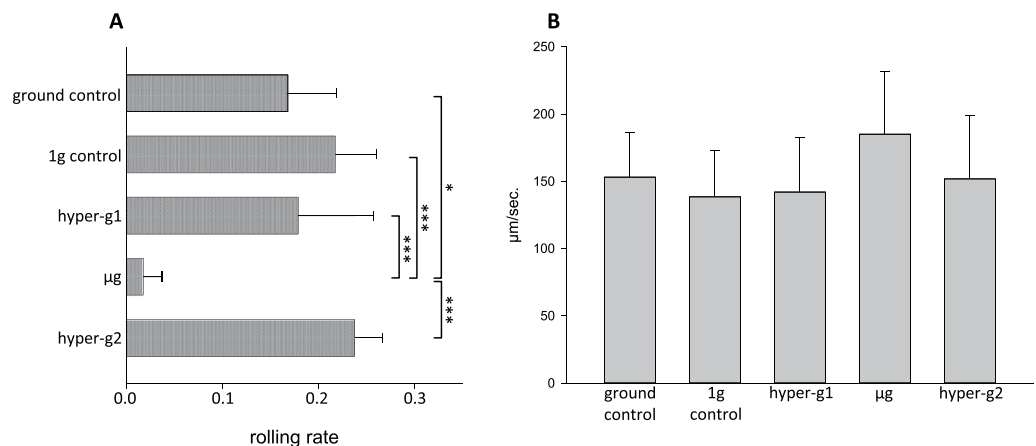 A
ground control
1g control
hyper-g1
µg
hyper-g2
*
***
***
***
0.0 0.1 0.2 0.3
rolling rate
B
250
200
150
100
50
0
µm/sec.
ground control
1g control
hyper-g1
µg
hyper-g2